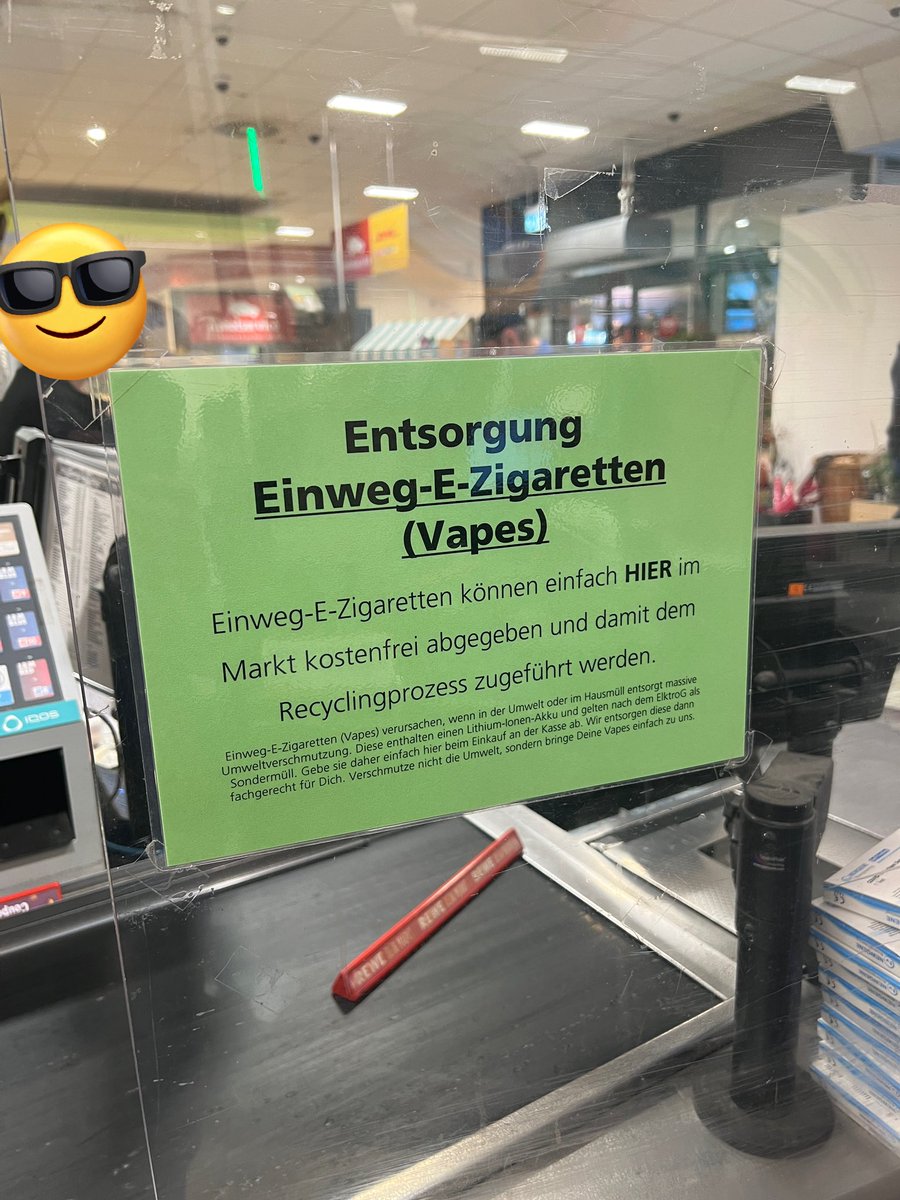 Entsorgung
Einweg-E-Zigaretten
(Vapes)
Einweg-E-Zigaretten können einfach HIER im
Markt kostenfrei abgegeben und damit dem
Recyclingprozess zugeführt werden.
Einweg-E-Zigaretten (Vapes) verursachen, wenn in der Umwelt oder im Hausmüll entsorgt massive
Umweltverschmutzung. Diese enthalten einen Lithium-Ionen-Akku und gelten nach dem ElktroG als
Sondermüll. Gebe sie daher einfach hier beim Einkauf an der Kasse ab. Wir entsorgen diese dann
fachgerecht für Dich. Verschmutze nicht die Umwelt, sondern bringe Deine Vapes einfach zu uns.
IQOS
REWE
REWE